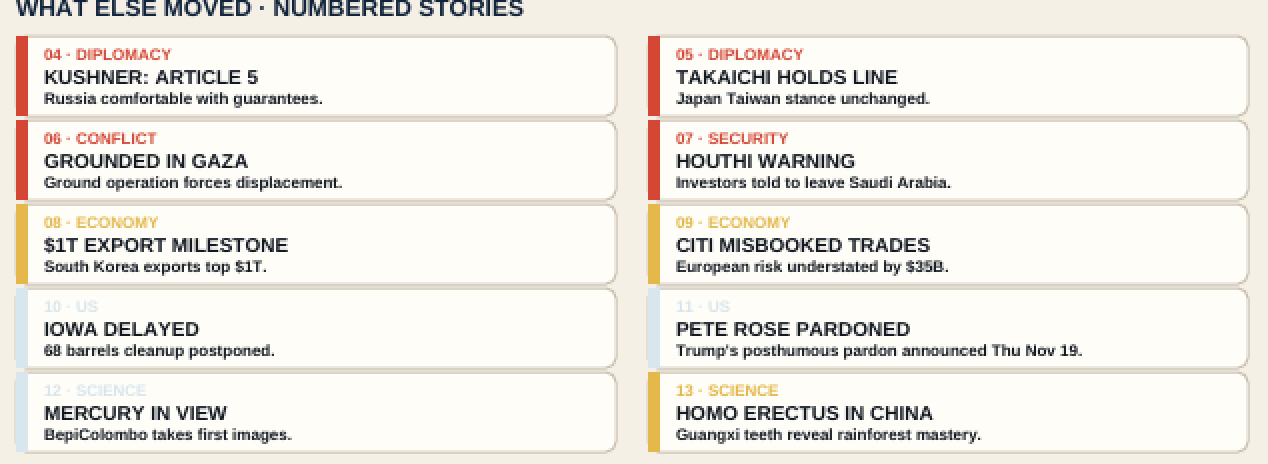 WHAT ELSE MOVED · NUMBERED STORIES
04 · DIPLOMACY
KUSHNER: ARTICLE 5
Russia comfortable with guarantees.
05 · DIPLOMACY
TAKAICHI HOLDS LINE
Japan Taiwan stance unchanged.
06 · CONFLICT
GROUNDED IN GAZA
Ground operation forces displacement.
07 · SECURITY
HOUTHI WARNING
Investors told to leave Saudi Arabia.
08 · ECONOMY
$1T EXPORT MILESTONE
South Korea exports top $1T.
09 · ECONOMY
CITI MISBOOKED TRADES
European risk understated by $35B.
10 · US
IOWA DELAYED
68 barrels cleanup postponed.
11 · US
PETE ROSE PARDONED
Trump's posthumous pardon announced Thu Nov 19.
12 · SCIENCE
MERCURY IN VIEW
BepiColombo takes first images.
13 · SCIENCE
HOMO ERECTUS IN CHINA
Guangxi teeth reveal rainforest mastery.